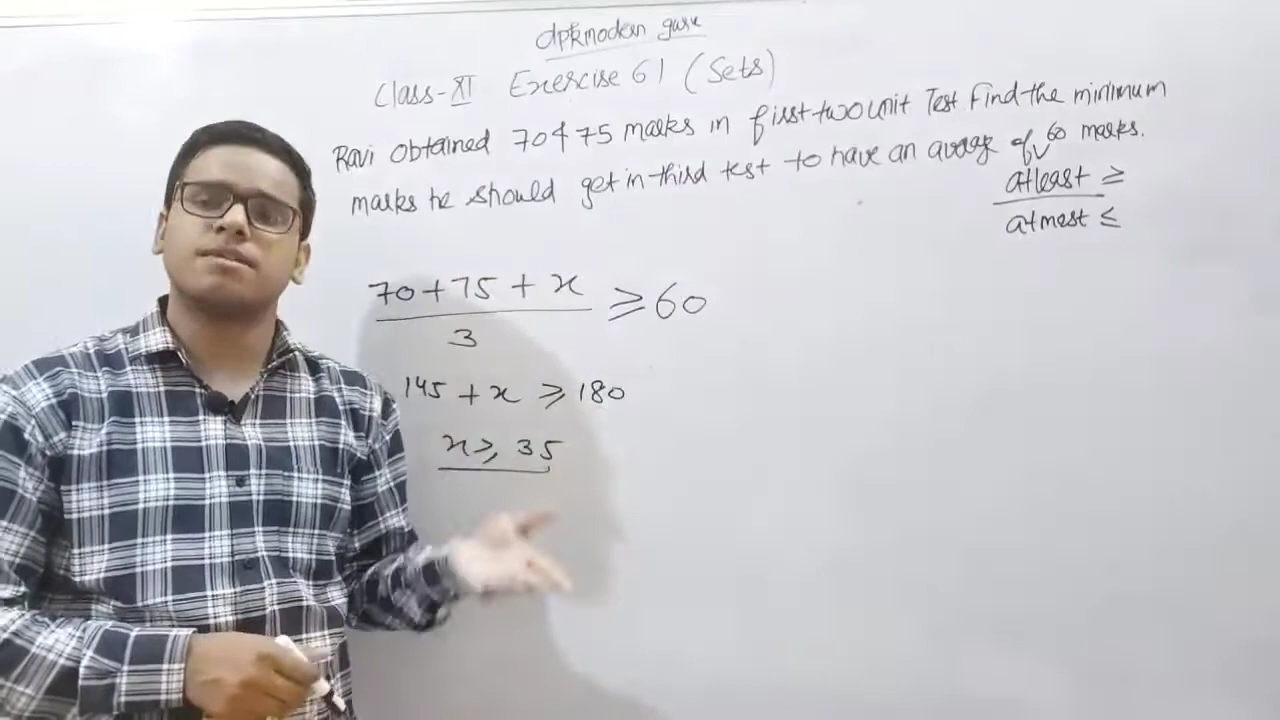 dpkmodern guru
Class-XI Exercise 6.1 (Sets)
Ravi obtained 70 & 75 marks in first two unit Test Find the minimum
marks he should get in third test to have an average of 60 marks.
atleast ≥
atmost ≤
70+75+x
3
≥60
145+x ≥180
x≥ 35